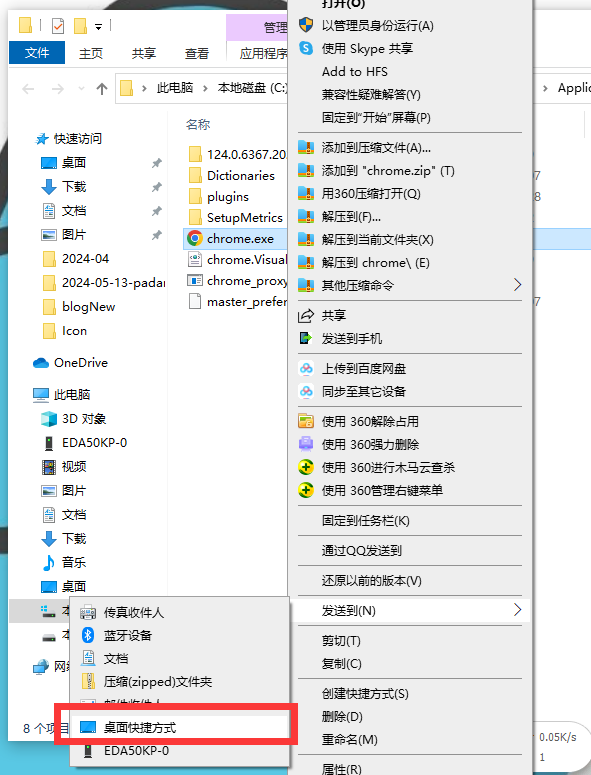 管理
文件
主页
共享
查看
应用程序
此电脑
本地磁盘 (C:)
Applic
名称
快速访问
桌面
下载
文档
图片
2024-04
2024-05-13-padar
blogNew
Icon
OneDrive
此电脑
3D 对象
EDA50KP-0
视频
图片
文档
下载
音乐
桌面
124.0.6367.20
Dictionaries
plugins
SetupMetrics
chrome.exe
chrome.Visual
chrome_proxy
master_prefer
打开(O)
以管理员身份运行(A)
使用 Skype 共享
Add to HFS
兼容性疑难解答(Y)
固定到"开始"屏幕(P)
添加到压缩文件(A)...
添加到 "chrome.zip" (T)
用360压缩打开(Q)
解压到(F)...
解压到当前文件夹(X)
解压到 chrome\ (E)
其他压缩命令
共享
发送到手机
上传到百度网盘
同步至其它设备
使用 360解除占用
使用 360强力删除
使用 360进行木马云查杀
使用 360管理右键菜单
固定到任务栏(K)
通过QQ发送到
还原以前的版本(V)
发送到(N)
剪切(T)
复制(C)
创建快捷方式(S)
删除(D)
重命名(M)
属性(R)
传真收件人
蓝牙设备
文档
压缩(zipped)文件夹
邮件收件人
桌面快捷方式
EDA50KP-0
8 个项目
0.05K/s
1